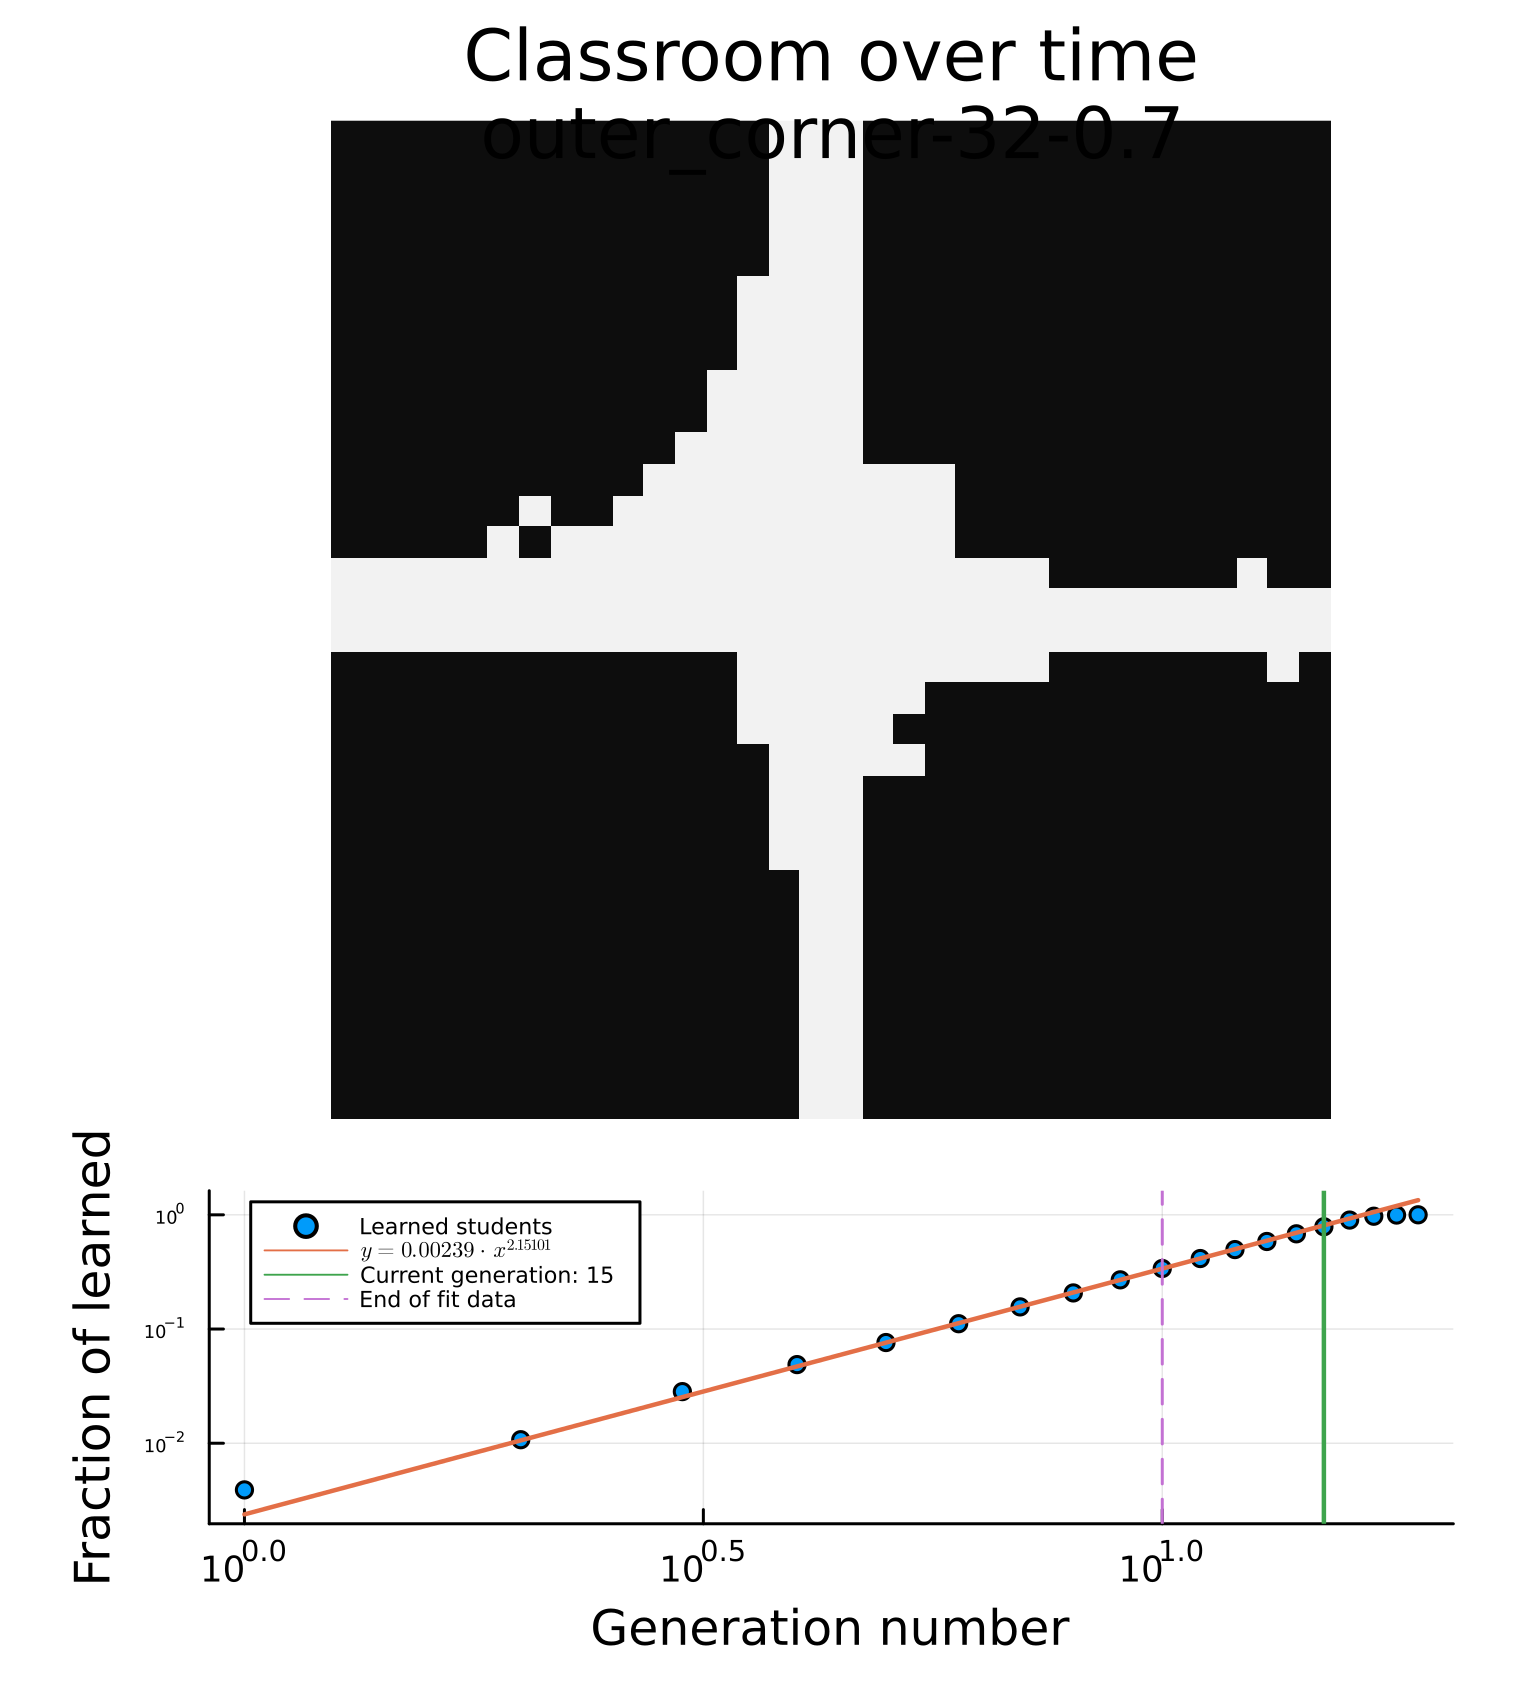 Classroom over time
outer_corner-32-0.7
Fraction of learned
10^0
10^−1
10^−2
Learned students
y = 0.00239 · x^2.15101
Current generation: 15
End of fit data
10^0.0 10^0.5 10^1.0
Generation number